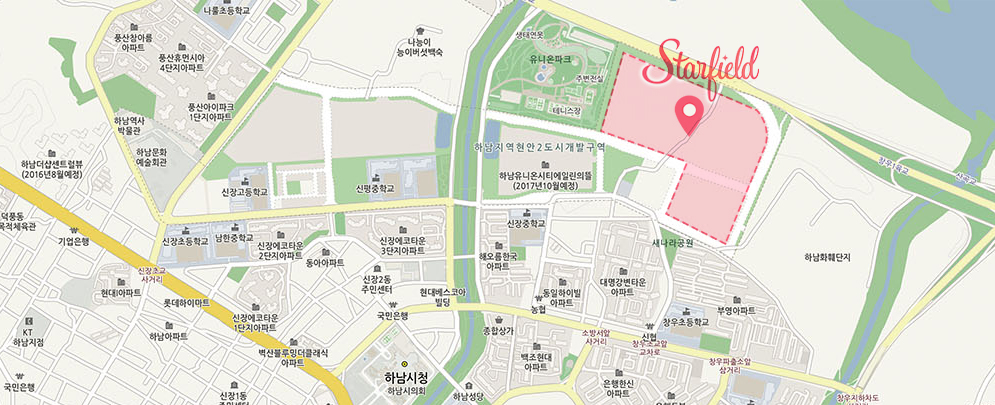 나룰초등학교
풍산참아름
아파트
풍산휴먼시아
4단지아파트
나능이
능이버섯백숙
생태연못
유니온파크
주변전실
테니스장
Starfield
풍산아이파크
1단지아파트
하남역사
박물관
하남문화
예술회관
하남더샵센트럴뷰
(2016년8월예정)
하남지역현안2도시개발구역
하남유니온시티에일린의뜰
(2017년10월예정)
창우1육교
신장고등학교
신평중학교
덕풍동
기업은행
신장초등학교
남한중학교
신장초교
사거리
신장에코타운
2단지아파트
동아아파트
신장에코타운
3단지아파트
신장중학교
해오름한국
아파트
새나라공원
하남화훼단지
현대아파트
롯데하이마트
신장2동
주민센터
현대베스코아
빌딩
동일하이빌
아파트
대명강변타운
아파트
신장에코타운
1단지아파트
국민은행
농협
창우초등학교
부영아파트
KT
하남지점
하남아파트
벽산블루밍더클래식
아파트
종합상가
소방서앞
사거리
신협
창우초교앞
교차로
백조현대
아파트
창우파출소앞
삼거리
국민은행
하남시청
하남시의회
하남성당
은행한신
아파트
신장1동
창우지하차도